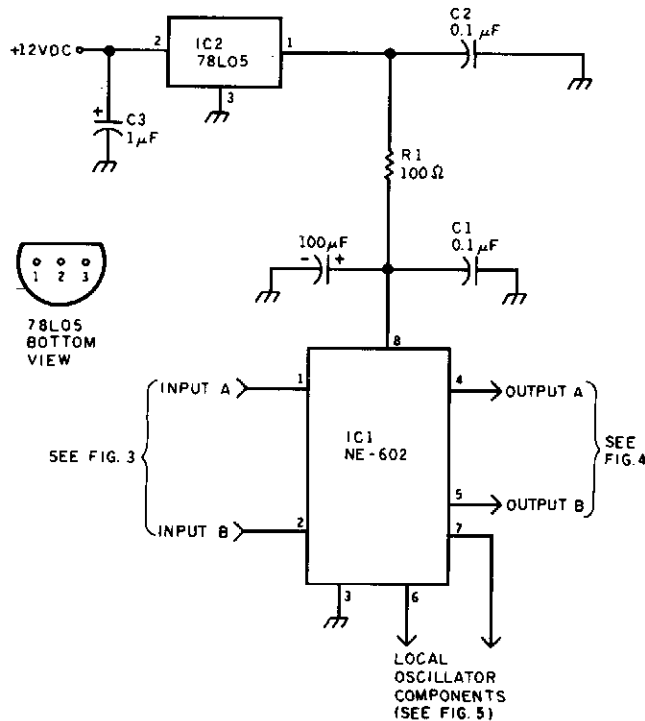 C2
0.1 µF
+12VDC
2
IC2
78L05
1
3
+
C3
1µF
R1
100Ω
100µF
- +
C1
0.1µF
1 2 3
78L05
BOTTOM
VIEW
8
INPUT A
1
4
OUTPUT A
IC1
NE-602
SEE FIG. 3
SEE
FIG. 4
INPUT B
2
5
OUTPUT B
7
3
6
LOCAL
OSCILLATOR
COMPONENTS
(SEE FIG. 5)